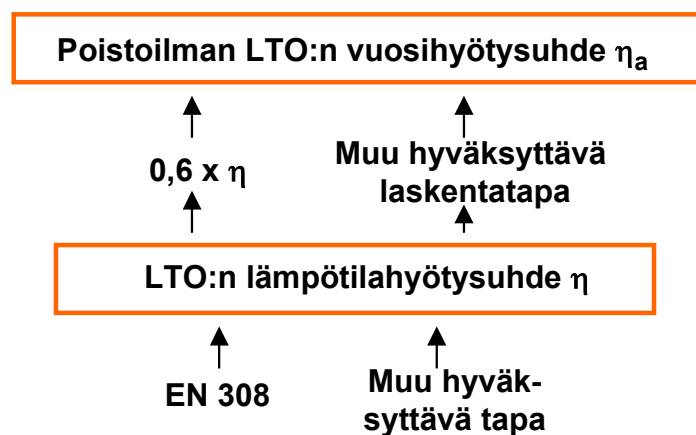 Poistoilman LTO:n vuosihyötysuhde ηa
0,6 x η
Muu hyväksyttävä
laskentatapa
LTO:n lämpötilahyötysuhde η
EN 308
Muu hyväk-
syttävä tapa